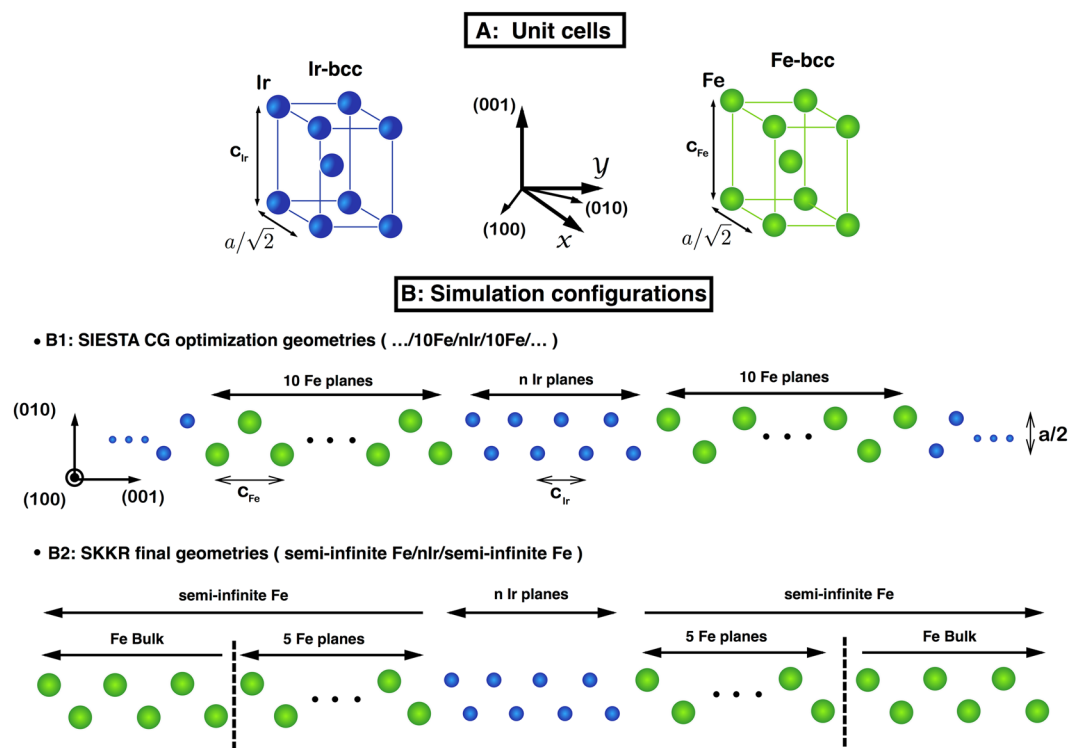 A: Unit cells
Ir-bcc
Fe-bcc
Ir
Fe
(001)
C_Ir
C_Fe
y
(010)
(100)
x
a/√2
a/√2
B: Simulation configurations
• B1: SIESTA CG optimization geometries ( .../10Fe/nIr/10Fe/... )
10 Fe planes
n Ir planes
10 Fe planes
(010)
a/2
(100)
(001)
C_Fe
C_Ir
• B2: SKKR final geometries ( semi-infinite Fe/nIr/semi-infinite Fe )
semi-infinite Fe
n Ir planes
semi-infinite Fe
Fe Bulk
5 Fe planes
5 Fe planes
Fe Bulk